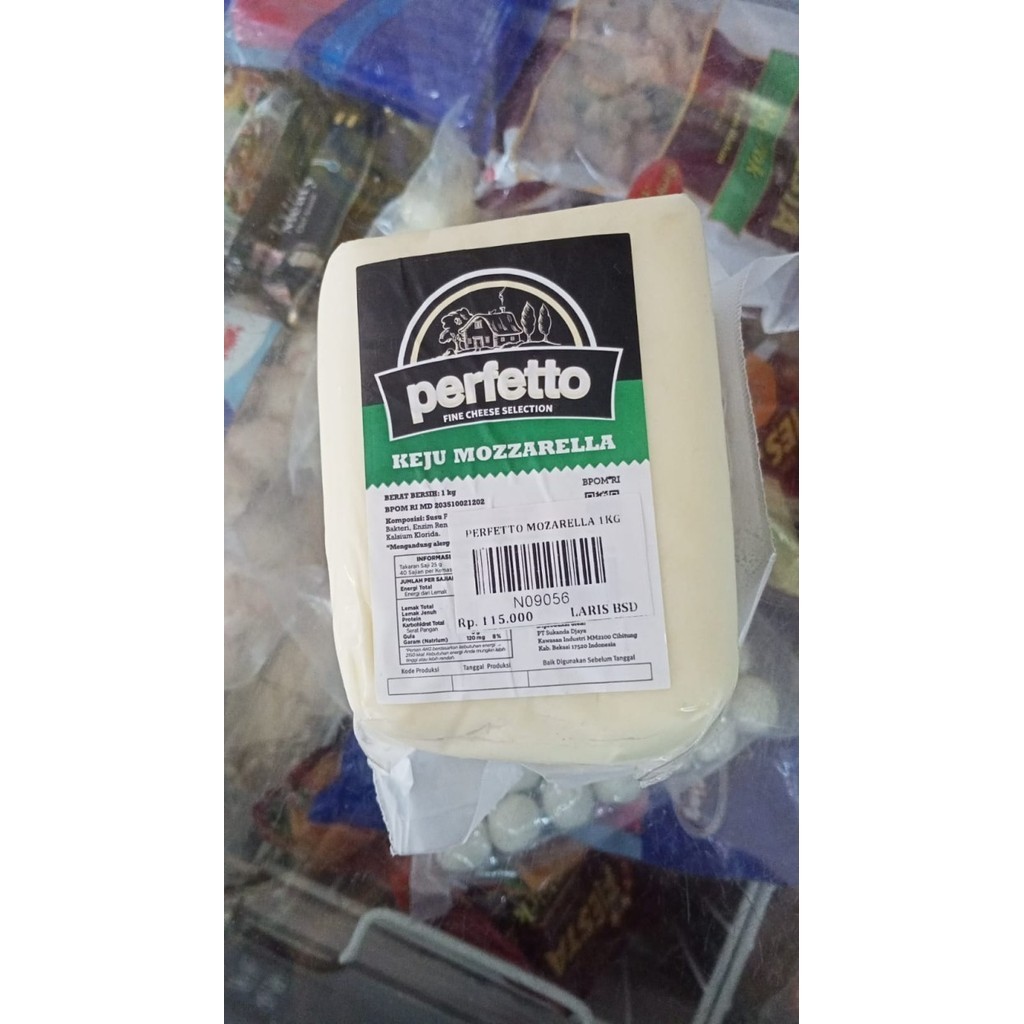 perfetto
FINE CHEESE SELECTION
KEJU MOZZARELLA
BERAT BERSIH: 1 kg
BPOM RI
BPOM RI MD 203510021202
Komposisi: Susu
Bakteri, Enzim Ren
Kalsium Klorida.
*Mengandung alerg
PERFETTO MOZARELLA 1KG
N09056
Rp. 115.000
LARIS BSD
INFORMASI
Takaran Saji 25 g
40 Sajian per Kemas
JUMLAH PER SAJIAN
Energi Total
Energi dari Lemak
Lemak Total
Lemak Jenuh
Protein
Karbohidrat Total
Serat Pangan
Gula
Garam (Natrium) 120 mg 8%
PT Sukanda Djaya
Kawasan Industri MM2100 Cibitung
Kab. Bekasi 17520 Indonesia
Kode Produksi
Tanggal Produksi
Baik Digunakan Sebelum Tanggal